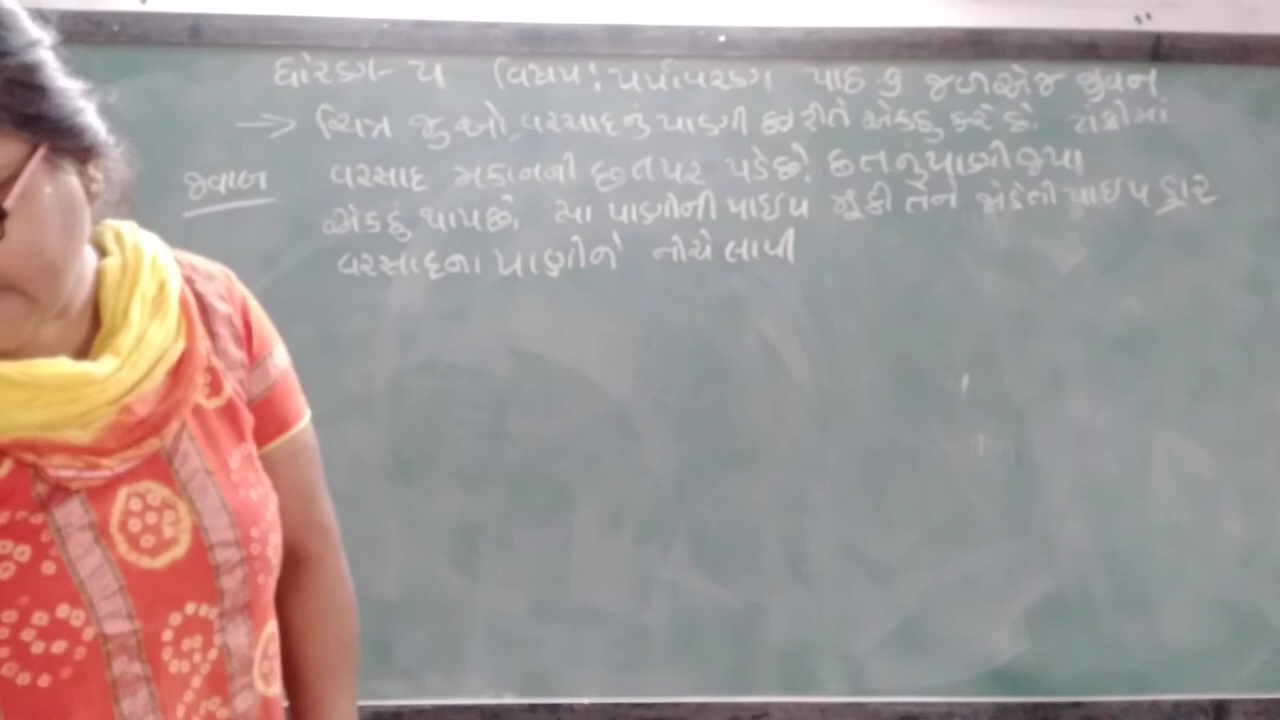 ધોરણ-૫ વિષય: પર્યાવરણ પાઠ-૬ જળ એ જ જીવન
→ ચિત્ર જુઓ, વરસાદનું પાણી કઈ રીતે એકઠું કરે છે. ટાંકીમાં
જવાબ વરસાદ મકાનની છત પર પડે છે. છતનું પાણી જ્યાં
એકઠું થાય છે, ત્યાં પાણીની પાઇપ મૂકી તેને જોડેલી પાઇપ દ્વાર
વરસાદના પાણીને નીચે લાવી